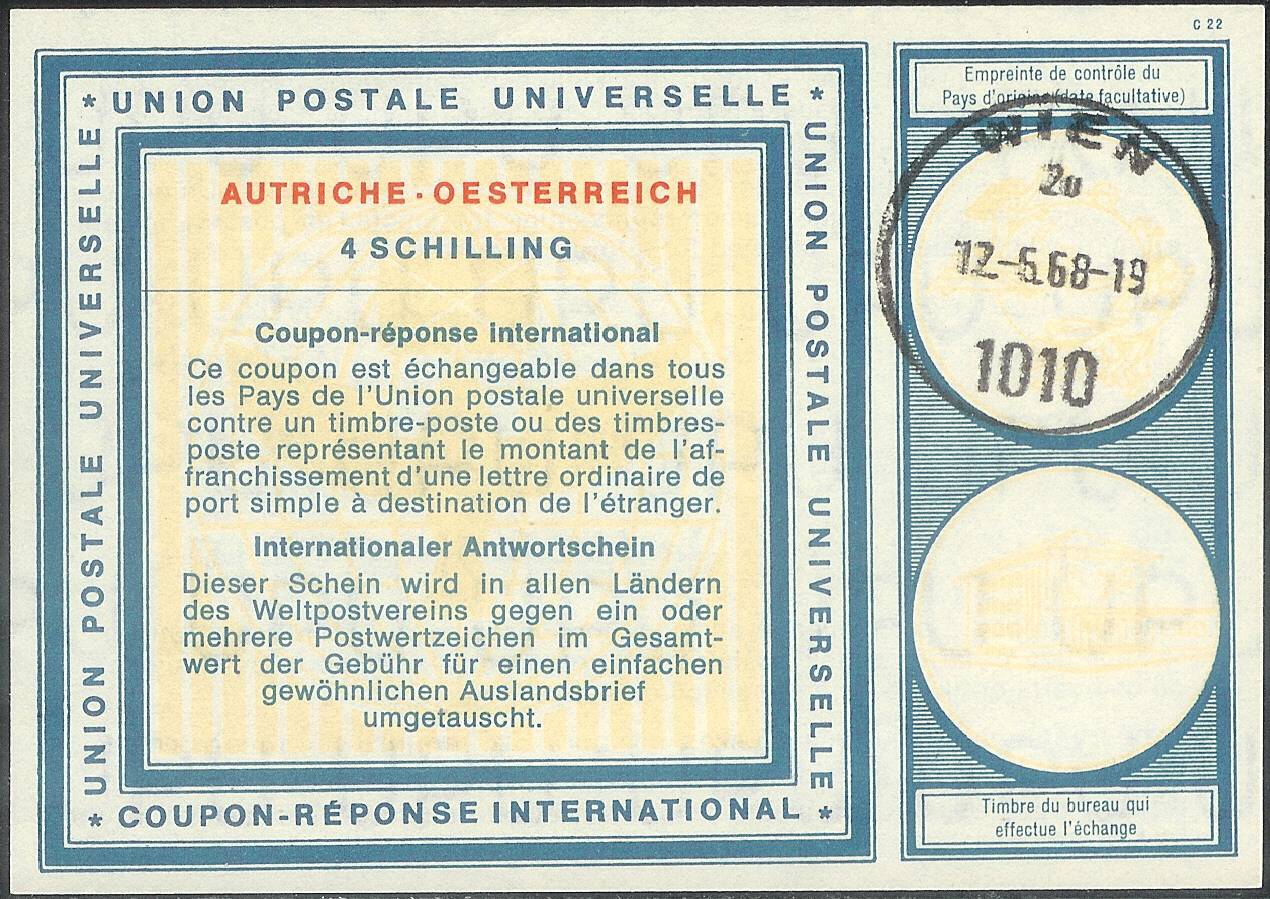 C 22
* UNION POSTALE UNIVERSELLE *
UNION POSTALE UNIVERSELLE
UNION POSTALE UNIVERSELLE
AUTRICHE · OESTERREICH
4 SCHILLING
Coupon-réponse international
Ce coupon est échangeable dans tous
les Pays de l'Union postale universelle
contre un timbre-poste ou des timbres-
poste représentant le montant de l'af-
franchissement d'une lettre ordinaire de
port simple à destination de l'étranger.
Internationaler Antwortschein
Dieser Schein wird in allen Ländern
des Weltpostvereins gegen ein oder
mehrere Postwertzeichen im Gesamt-
wert der Gebühr für einen einfachen
gewöhnlichen Auslandsbrief
umgetauscht.
* COUPON-RÉPONSE INTERNATIONAL *
Empreinte de contrôle du
Pays d'origine (date facultative)
WIEN
12.-6.68-19
1010
Timbre du bureau qui
effectue l'échange